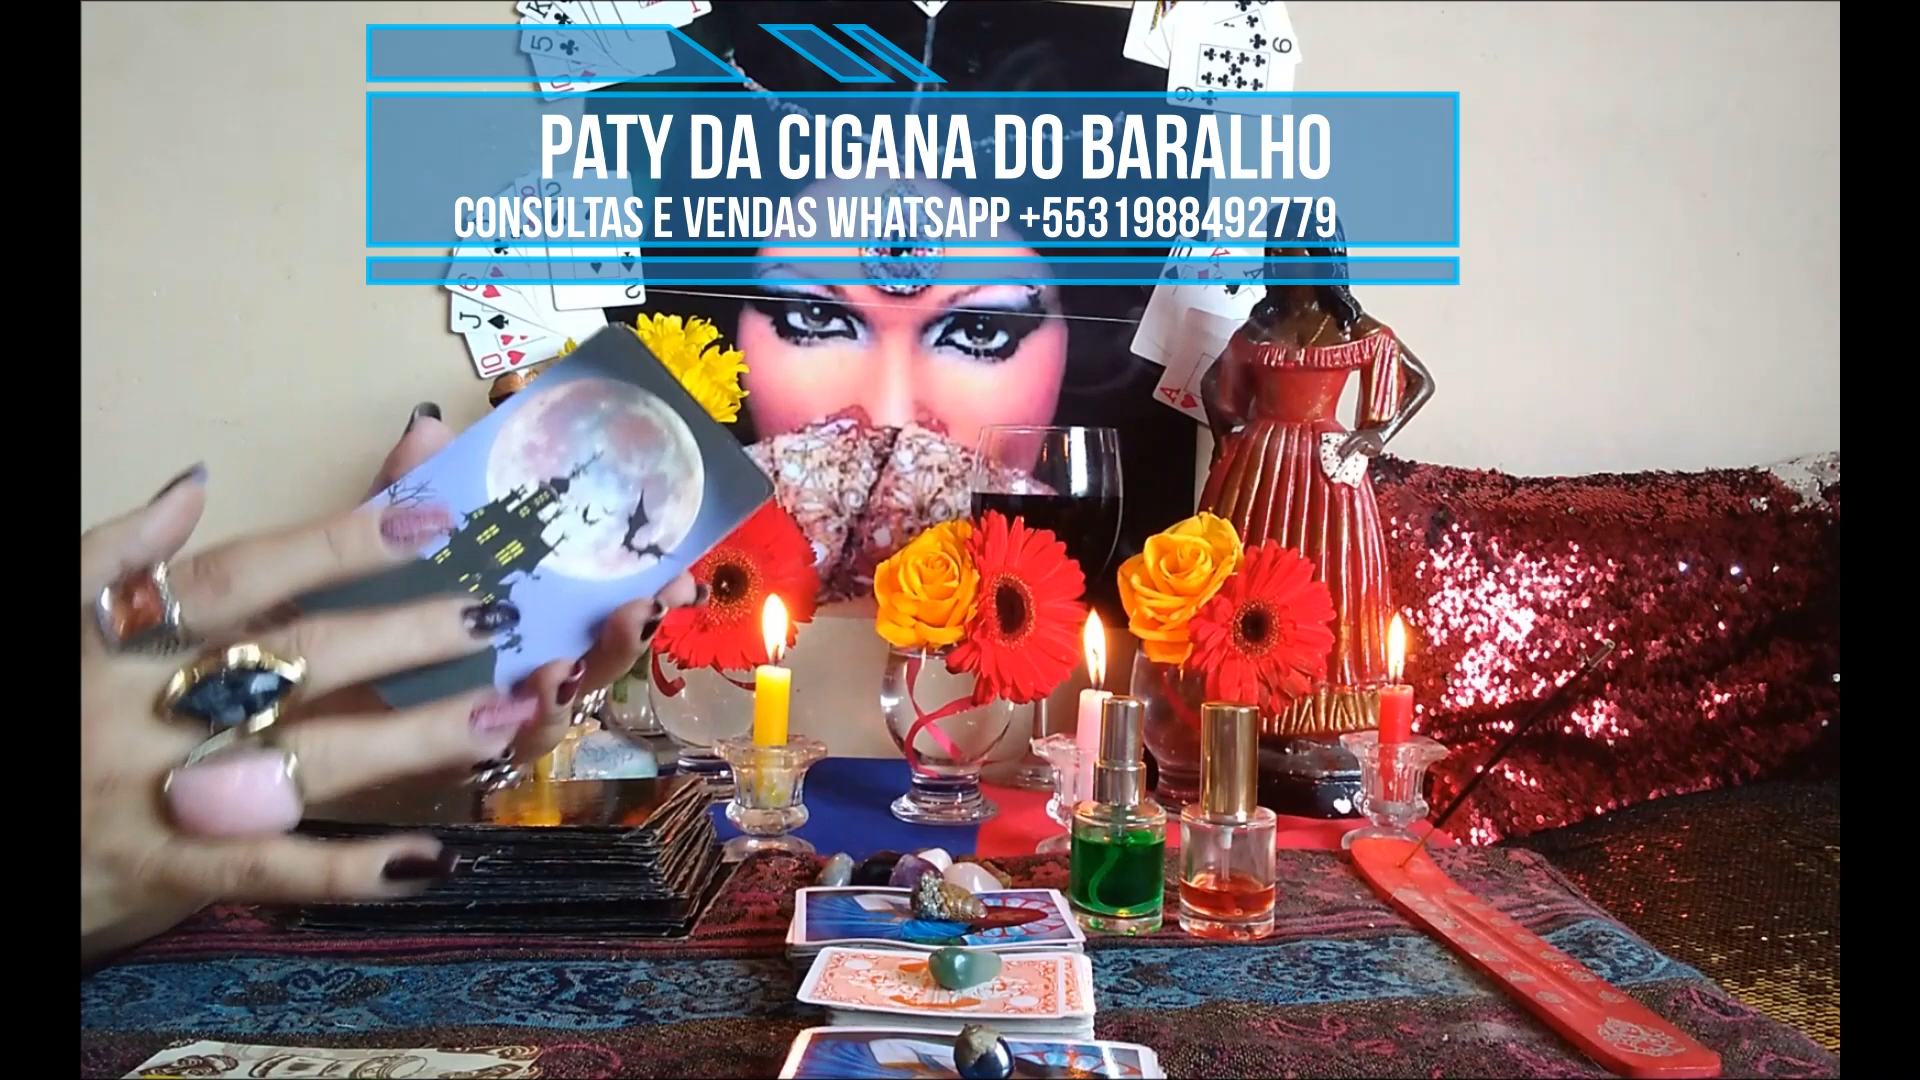 PATY DA CIGANA DO BARALHO
CONSULTAS E VENDAS WHATSAPP +5531988492779